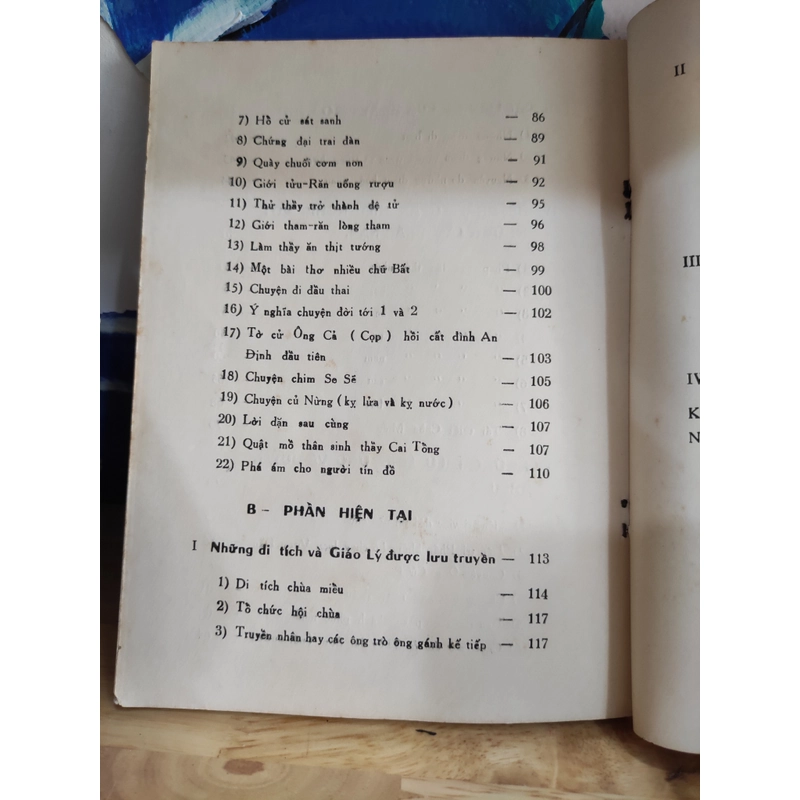 7) Hồ cử sát sanh — 86
8) Chứng đại trai đàn — 89
9) Quày chuối cơm non — 91
10) Giới tửu-Răn uống rượu — 92
11) Thử thầy trở thành đệ tử — 95
12) Giới tham-răn lòng tham — 96
13) Làm thầy ăn thịt tướng — 98
14) Một bài thơ nhiều chữ Bất — 99
15) Chuyện đi đầu thai — 100
16) Ý nghĩa chuyện đời tới 1 và 2 — 102
17) Tờ cử Ông Cả ( Cọp ) hồi cất đình An
Định đầu tiên — 103
18) Chuyện chim Se Sẻ — 105
19) Chuyện củ Nừng ( kỵ lửa và kỵ nước ) — 106
20) Lời dặn sau cùng — 107
21) Quật mồ thân sinh thầy Cai Tổng — 107
22) Phá ám cho người tín đồ — 110
B - PHẦN HIỆN TẠI
I Những di tích và Giáo Lý được lưu truyền — 113
1) Di tích chùa miếu — 114
2) Tổ chức hội chùa — 117
3) Truyền nhân hay các ông trò ông gánh kế tiếp — 117
II
III
IV
K
N